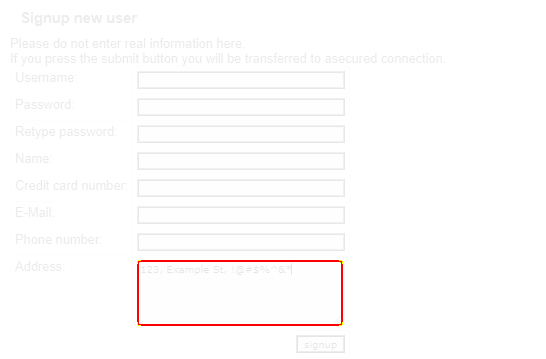 Signup new user
Please do not enter real information here.
If you press the submit button you will be transferred to asecured connection.
Username:
Password:
Retype password:
Name:
Credit card number:
E-Mail:
Phone number:
Address: 123, Example St, !@#$%^&*
signup